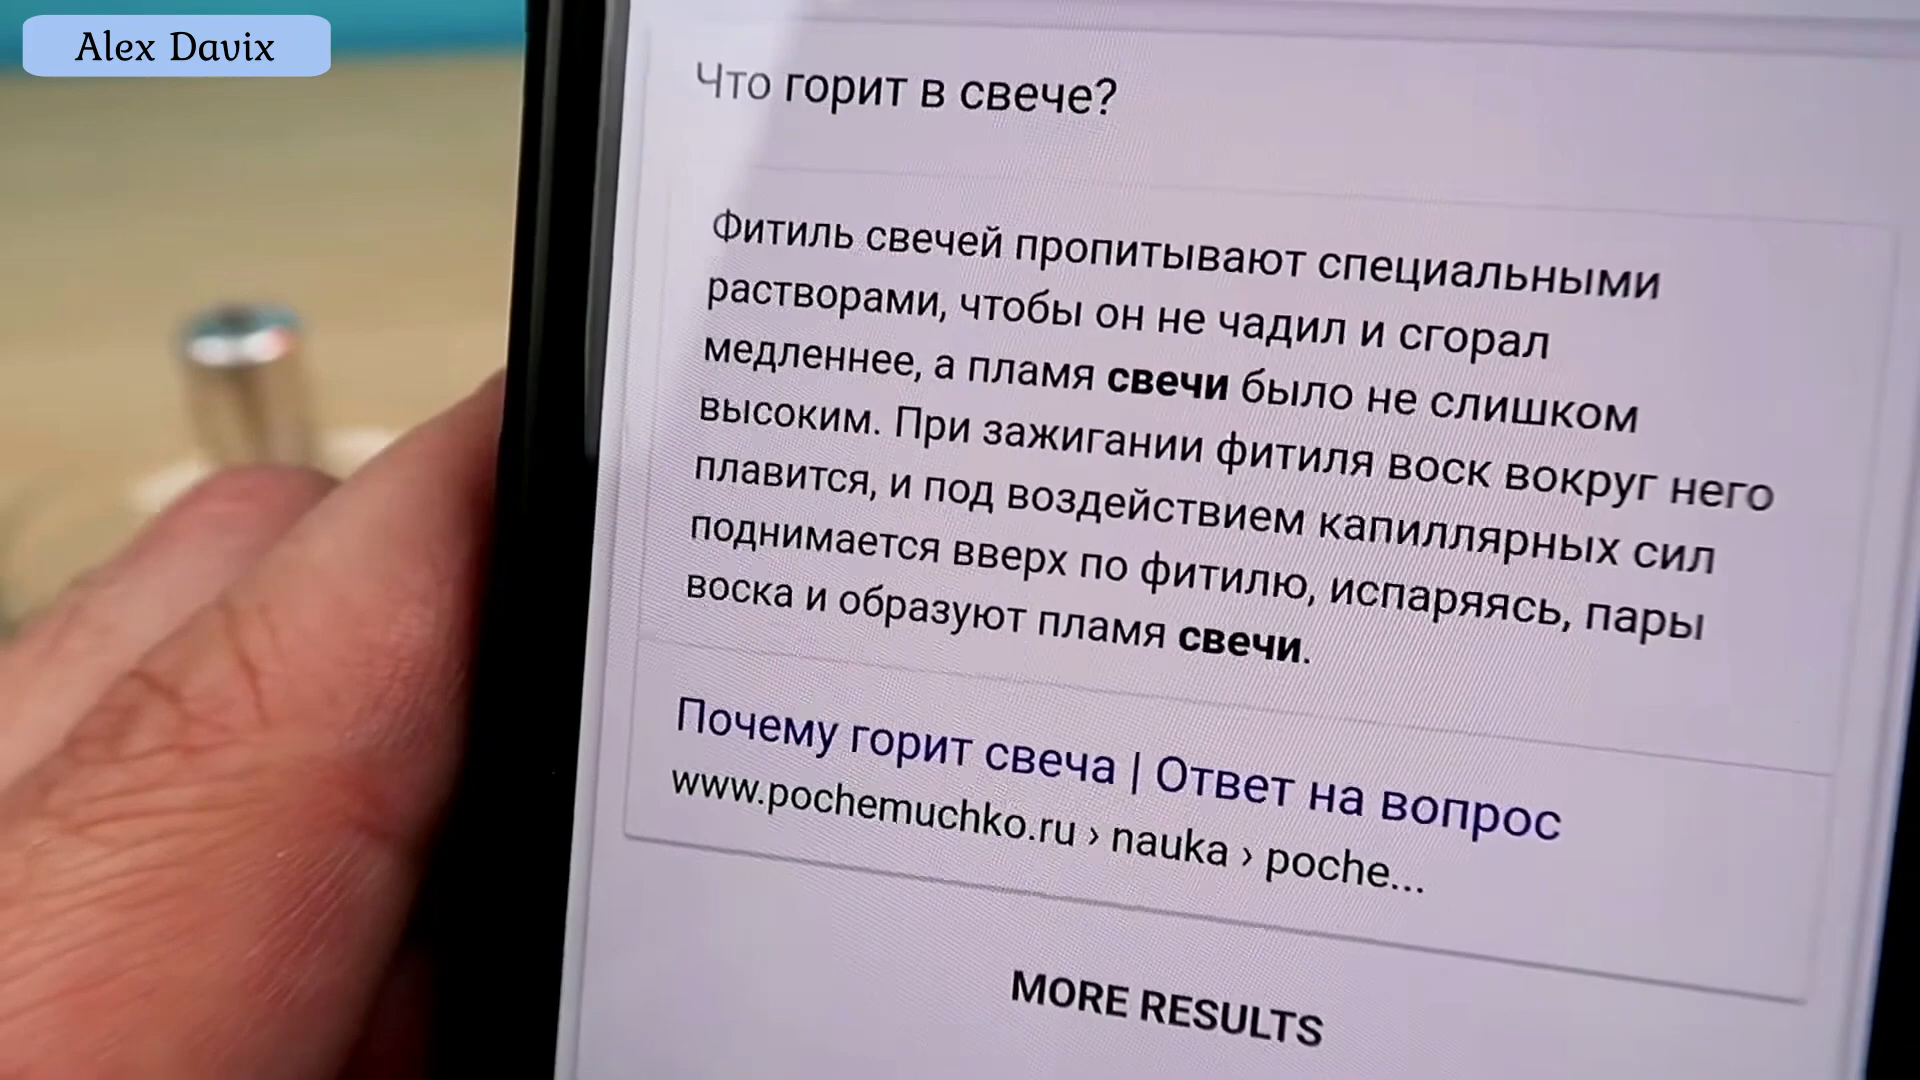 Alex Davix
Что горит в свече?
Фитиль свечей пропитывают специальными
растворами, чтобы он не чадил и сгорал
медленнее, а пламя свечи было не слишком
высоким. При зажигании фитиля воск вокруг него
плавится, и под воздействием капиллярных сил
поднимается вверх по фитилю, испаряясь, пары
воска и образуют пламя свечи.
Почему горит свеча | Ответ на вопрос
www.pochemuchko.ru › nauka › poche...
MORE RESULTS